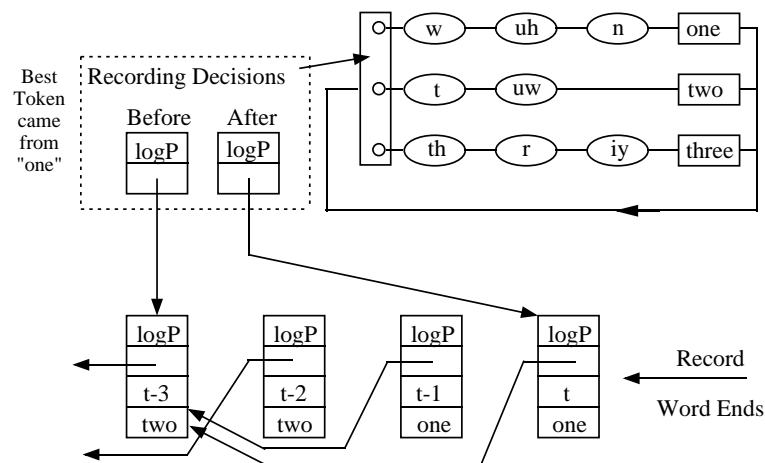 w uh n one
Best
Token
came
from
"one"
Recording Decisions
Before After
logP logP
t uw two
th r iy three
logP logP logP logP
Record
t-3 t-2 t-1 t
Word Ends
two two one one